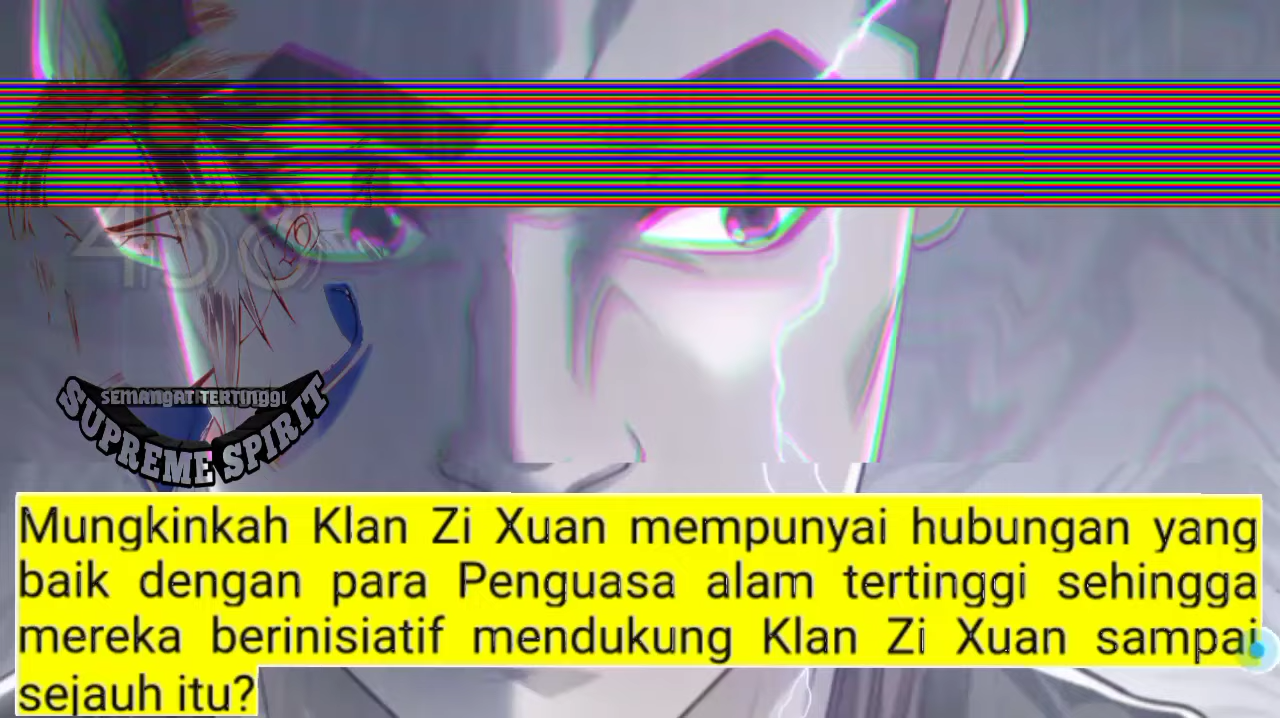 458
SEMANGAT TERTINGGI
SUPREME SPIRIT
Mungkinkah Klan Zi Xuan mempunyai hubungan yang
baik dengan para Penguasa alam tertinggi sehingga
mereka berinisiatif mendukung Klan Zi Xuan sampai
sejauh itu?